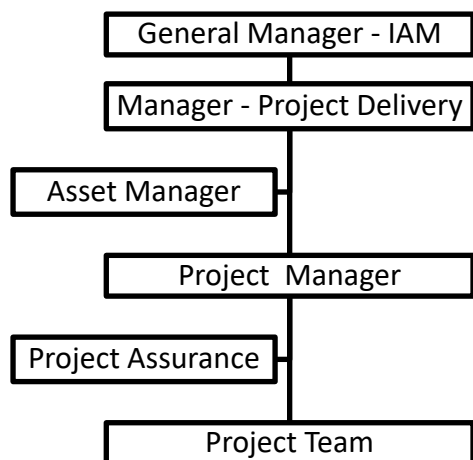 General Manager - IAM
Manager - Project Delivery
Asset Manager
Project Manager
Project Assurance
Project Team